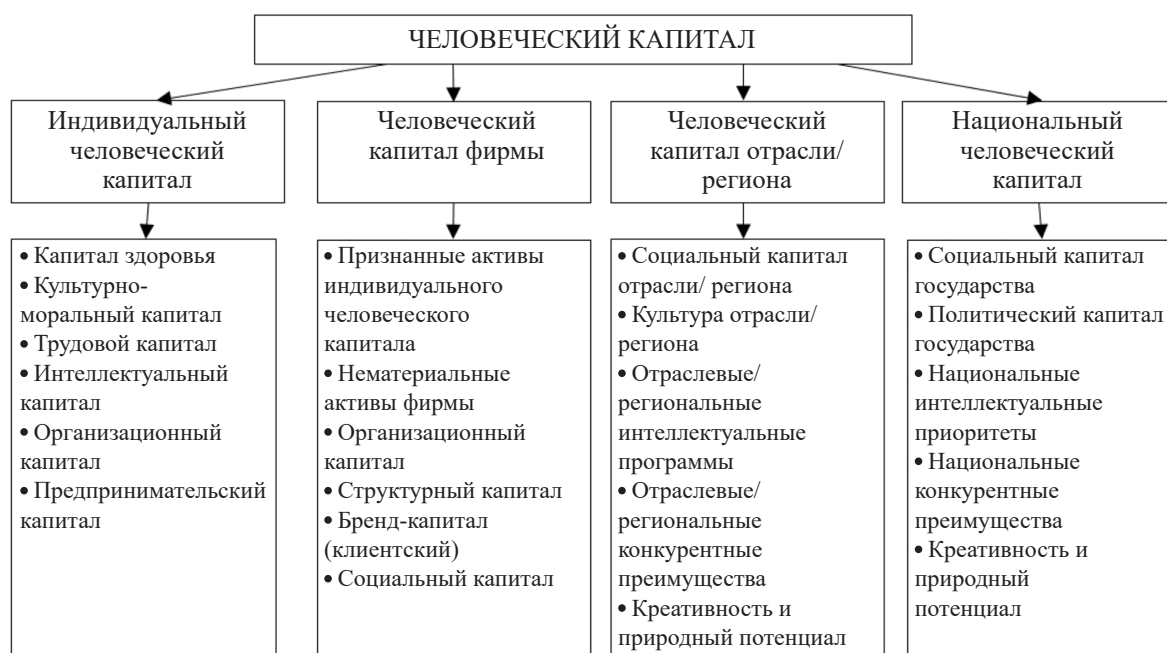 ЧЕЛОВЕЧЕСКИЙ КАПИТАЛ
Индивидуальный
человеческий
капитал
Человеческий
капитал фирмы
Человеческий
капитал отрасли/
региона
Национальный
человеческий
капитал
• Капитал здоровья
• Культурно-
моральный капитал
• Трудовой капитал
• Интеллектуальный
капитал
• Организационный
капитал
• Предпринимательский
капитал
• Признанные активы
индивидуального
человеческого
капитала
• Нематериальные
активы фирмы
• Организационный
капитал
• Структурный капитал
• Бренд-капитал
(клиентский)
• Социальный капитал
• Социальный капитал
отрасли/ региона
• Культура отрасли/
региона
• Отраслевые/
региональные
интеллектуальные
программы
• Отраслевые/
региональные
конкурентные
преимущества
• Креативность и
природный потенциал
• Социальный капитал
государства
• Политический капитал
государства
• Национальные
интеллектуальные
приоритеты
• Национальные
конкурентные
преимущества
• Креативность и
природный
потенциал